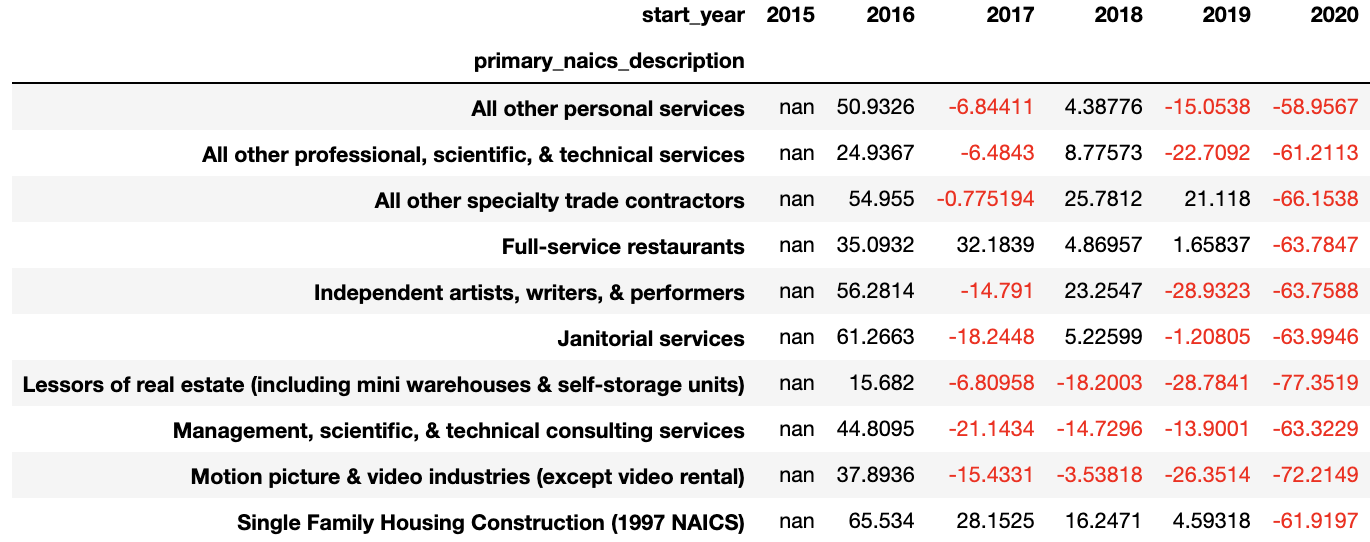 start_year 2015 2016 2017 2018 2019 2020
primary_naics_description
All other personal services nan 50.9326 -6.84411 4.38776 -15.0538 -58.9567
All other professional, scientific, & technical services nan 24.9367 -6.4843 8.77573 -22.7092 -61.2113
All other specialty trade contractors nan 54.955 -0.775194 25.7812 21.118 -66.1538
Full-service restaurants nan 35.0932 32.1839 4.86957 1.65837 -63.7847
Independent artists, writers, & performers nan 56.2814 -14.791 23.2547 -28.9323 -63.7588
Janitorial services nan 61.2663 -18.2448 5.22599 -1.20805 -63.9946
Lessors of real estate (including mini warehouses & self-storage units) nan 15.682 -6.80958 -18.2003 -28.7841 -77.3519
Management, scientific, & technical consulting services nan 44.8095 -21.1434 -14.7296 -13.9001 -63.3229
Motion picture & video industries (except video rental) nan 37.8936 -15.4331 -3.53818 -26.3514 -72.2149
Single Family Housing Construction (1997 NAICS) nan 65.534 28.1525 16.2471 4.59318 -61.9197